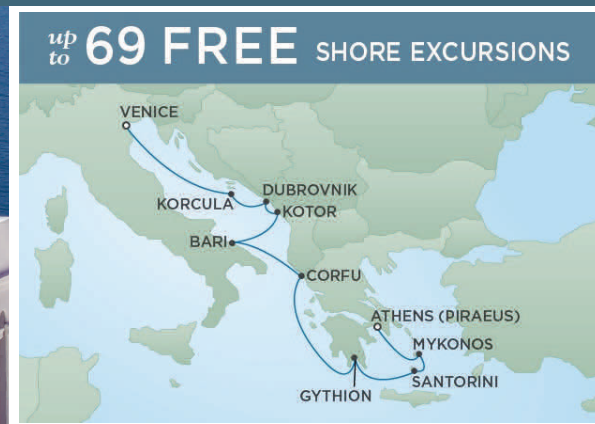 up to 69 FREE SHORE EXCURSIONS
VENICE
DUBROVNIK
KORCULA
KOTOR
BARI
CORFU
ATHENS (PIRAEUS)
MYKONOS
SANTORINI
GYTHION